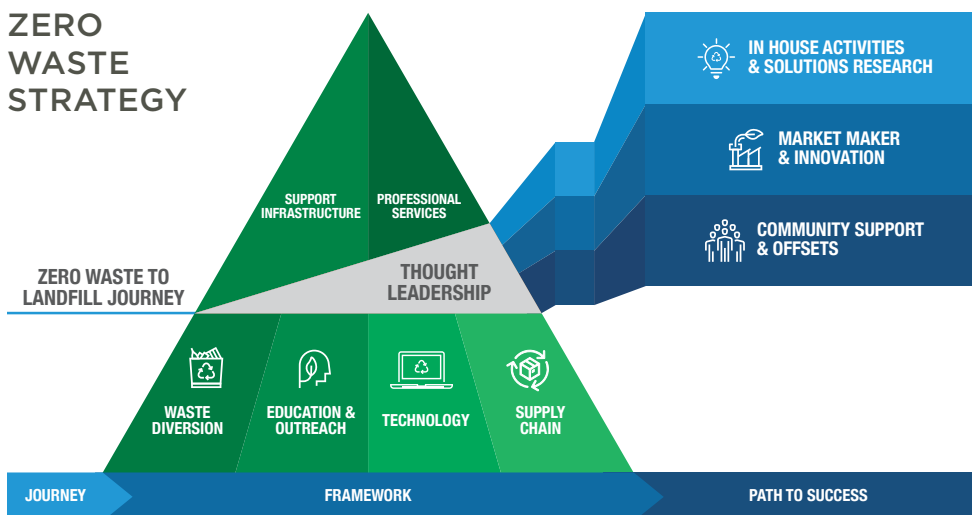 ZERO
WASTE
STRATEGY
IN HOUSE ACTIVITIES
& SOLUTIONS RESEARCH
MARKET MAKER
& INNOVATION
COMMUNITY SUPPORT
& OFFSETS
SUPPORT
INFRASTRUCTURE
PROFESSIONAL
SERVICES
ZERO WASTE TO
LANDFILL JOURNEY
THOUGHT
LEADERSHIP
WASTE
DIVERSION
EDUCATION &
OUTREACH
TECHNOLOGY
SUPPLY
CHAIN
JOURNEY
FRAMEWORK
PATH TO SUCCESS